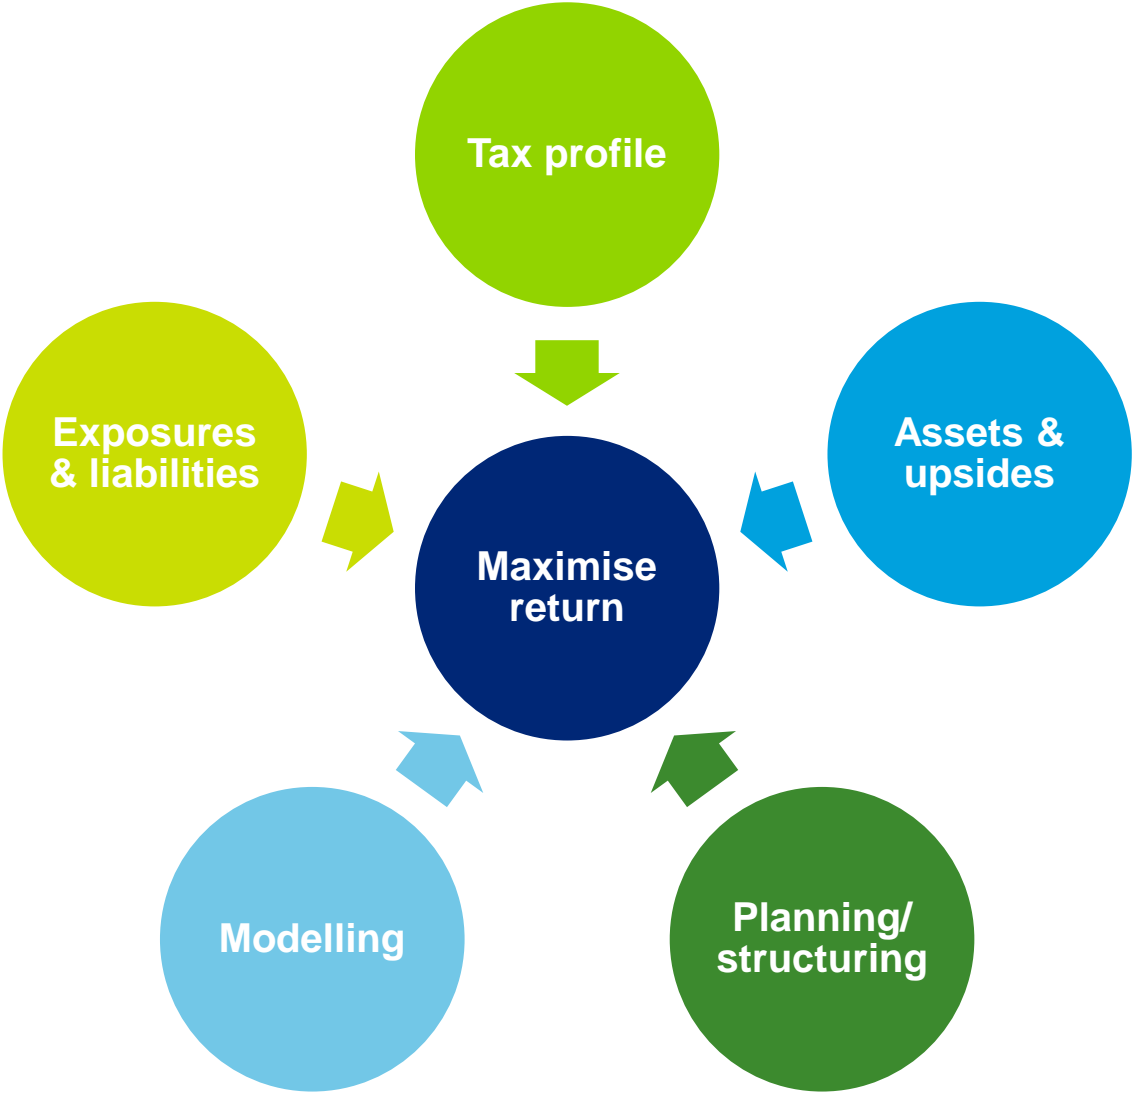 Tax profile
Exposures
& liabilities
Assets &
upsides
Maximise
return
Modelling
Planning/
structuring